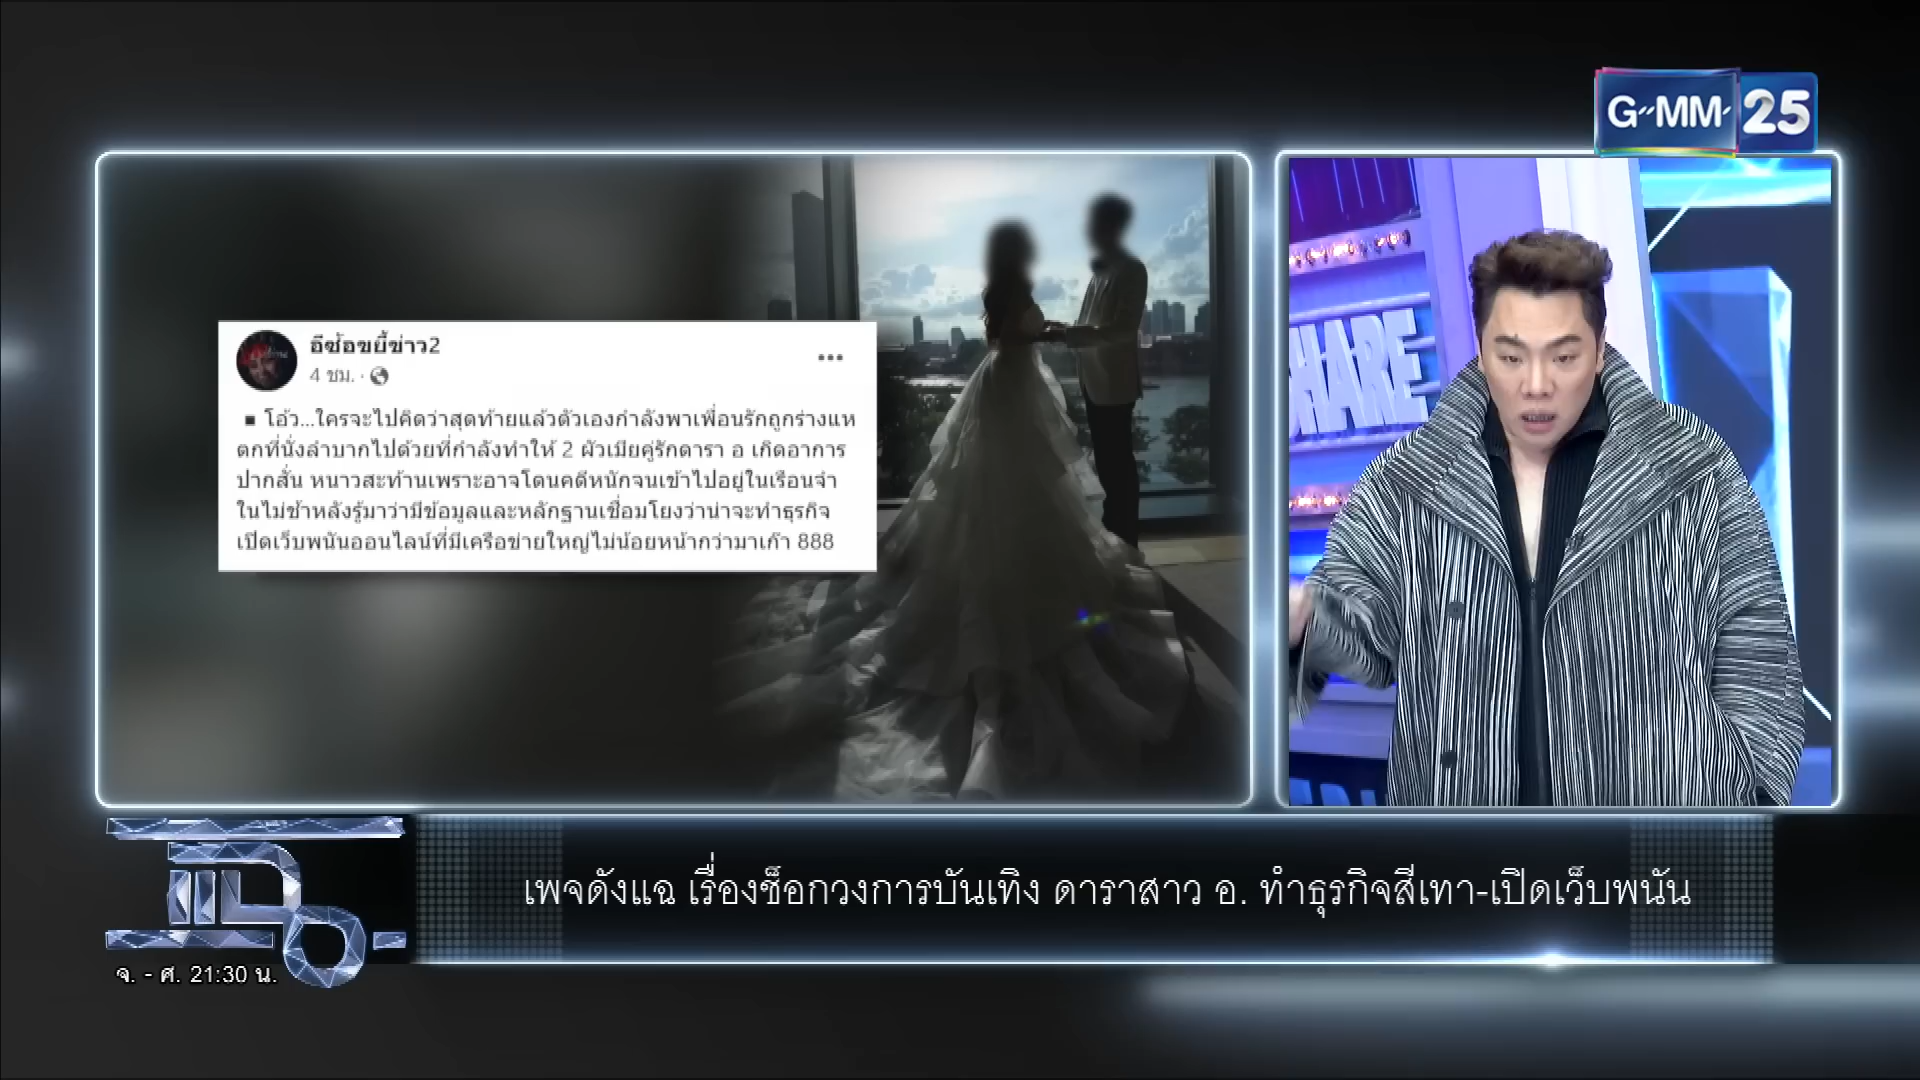 G"MM' 25
อีซ้อขยี้ข่าว2
4 ชม. ·
▪ โอ้ว...ใครจะไปคิดว่าสุดท้ายแล้วตัวเองกำลังพาเพื่อนรักถูกร่างแห
ตกที่นั่งลำบากไปด้วยที่กำลังทำให้ 2 ผัวเมียคู่รักดารา อ เกิดอาการ
ปากสั่น หนาวสะท้านเพราะอาจโดนคดีหนักจนเข้าไปอยู่ในเรือนจำ
ในไม่ช้าหลังรู้มาว่ามีข้อมูลและหลักฐานเชื่อมโยงว่าน่าจะทำธุรกิจ
เปิดเว็บพนันออนไลน์ที่มีเครือข่ายใหญ่ไม่น้อยหน้ากว่ามาเก๊า 888
SHARE
แฉ
เพจดังแฉ เรื่องช็อกวงการบันเทิง ดาราสาว อ. ทำธุรกิจสีเทา-เปิดเว็บพนัน
จ. - ศ. 21:30 น.